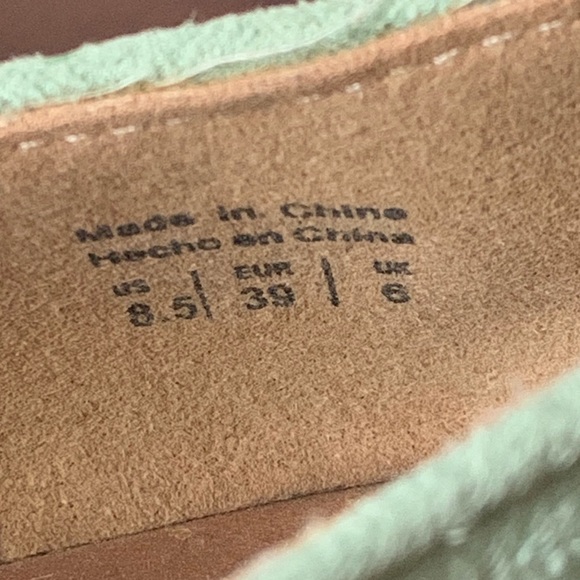 Made in China
Hecho en China
US | EUR | UK
8.5 | 39 | 6